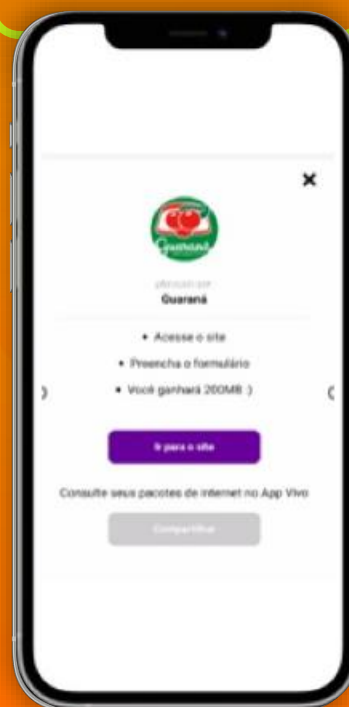 Guaraná
Guaraná
• Acesse o site
• Preencha o formulário
• Você ganhará 200MB :)
Ir para o site
Consulte seus pacotes de internet no App Vivo
Compartilhar